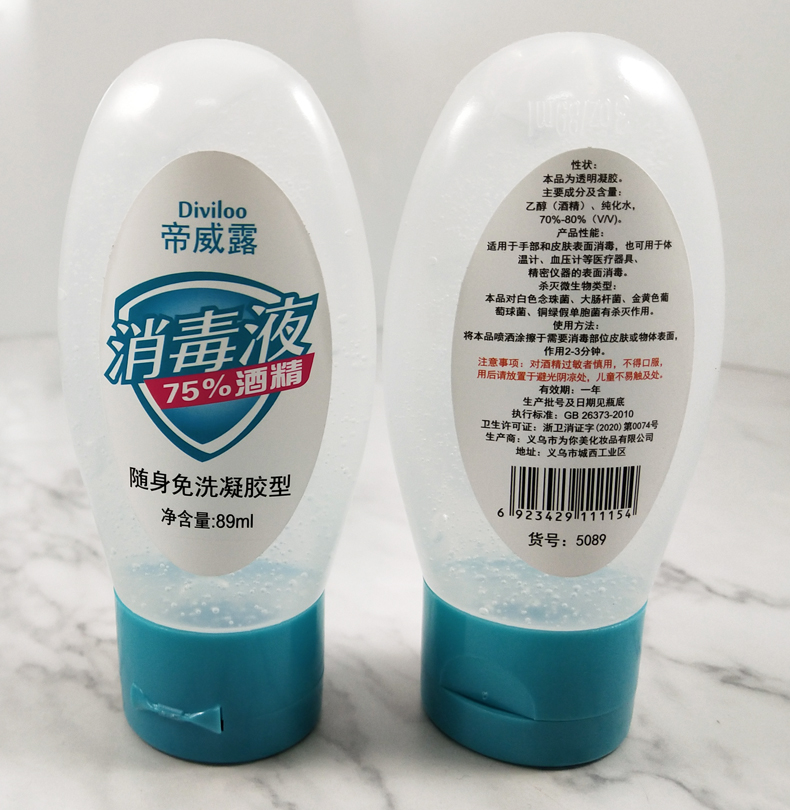 Diviloo
帝威露
消毒液
75%酒精
随身免洗凝胶型
净含量:89ml
性状：
本品为透明凝胶。
主要成分及含量：
乙醇（酒精）、纯化水，
70%-80%（V/V)。
产品性能：
适用于手部和皮肤表面消毒，也可用于体
温计、血压计等医疗器具、
精密仪器的表面消毒。
杀灭微生物类型：
本品对白色念珠菌、大肠杆菌、金黄色葡
萄球菌、铜绿假单胞菌有杀灭作用。
使用方法：
将本品喷洒涂擦于需要消毒部位皮肤或物体表面，
作用2-3分钟。
注意事项：对酒精过敏者慎用，不得口服，
用后请放置于避光阴凉处，儿童不易触及处。
有效期：一年
生产批号及日期见瓶底
执行标准：GB 26373-2010
卫生许可证：浙卫消证字(2020)第0074号
生产商：义乌市为你美化妆品有限公司
地址：义乌市城西工业区
6 923429 111154
货号：5089